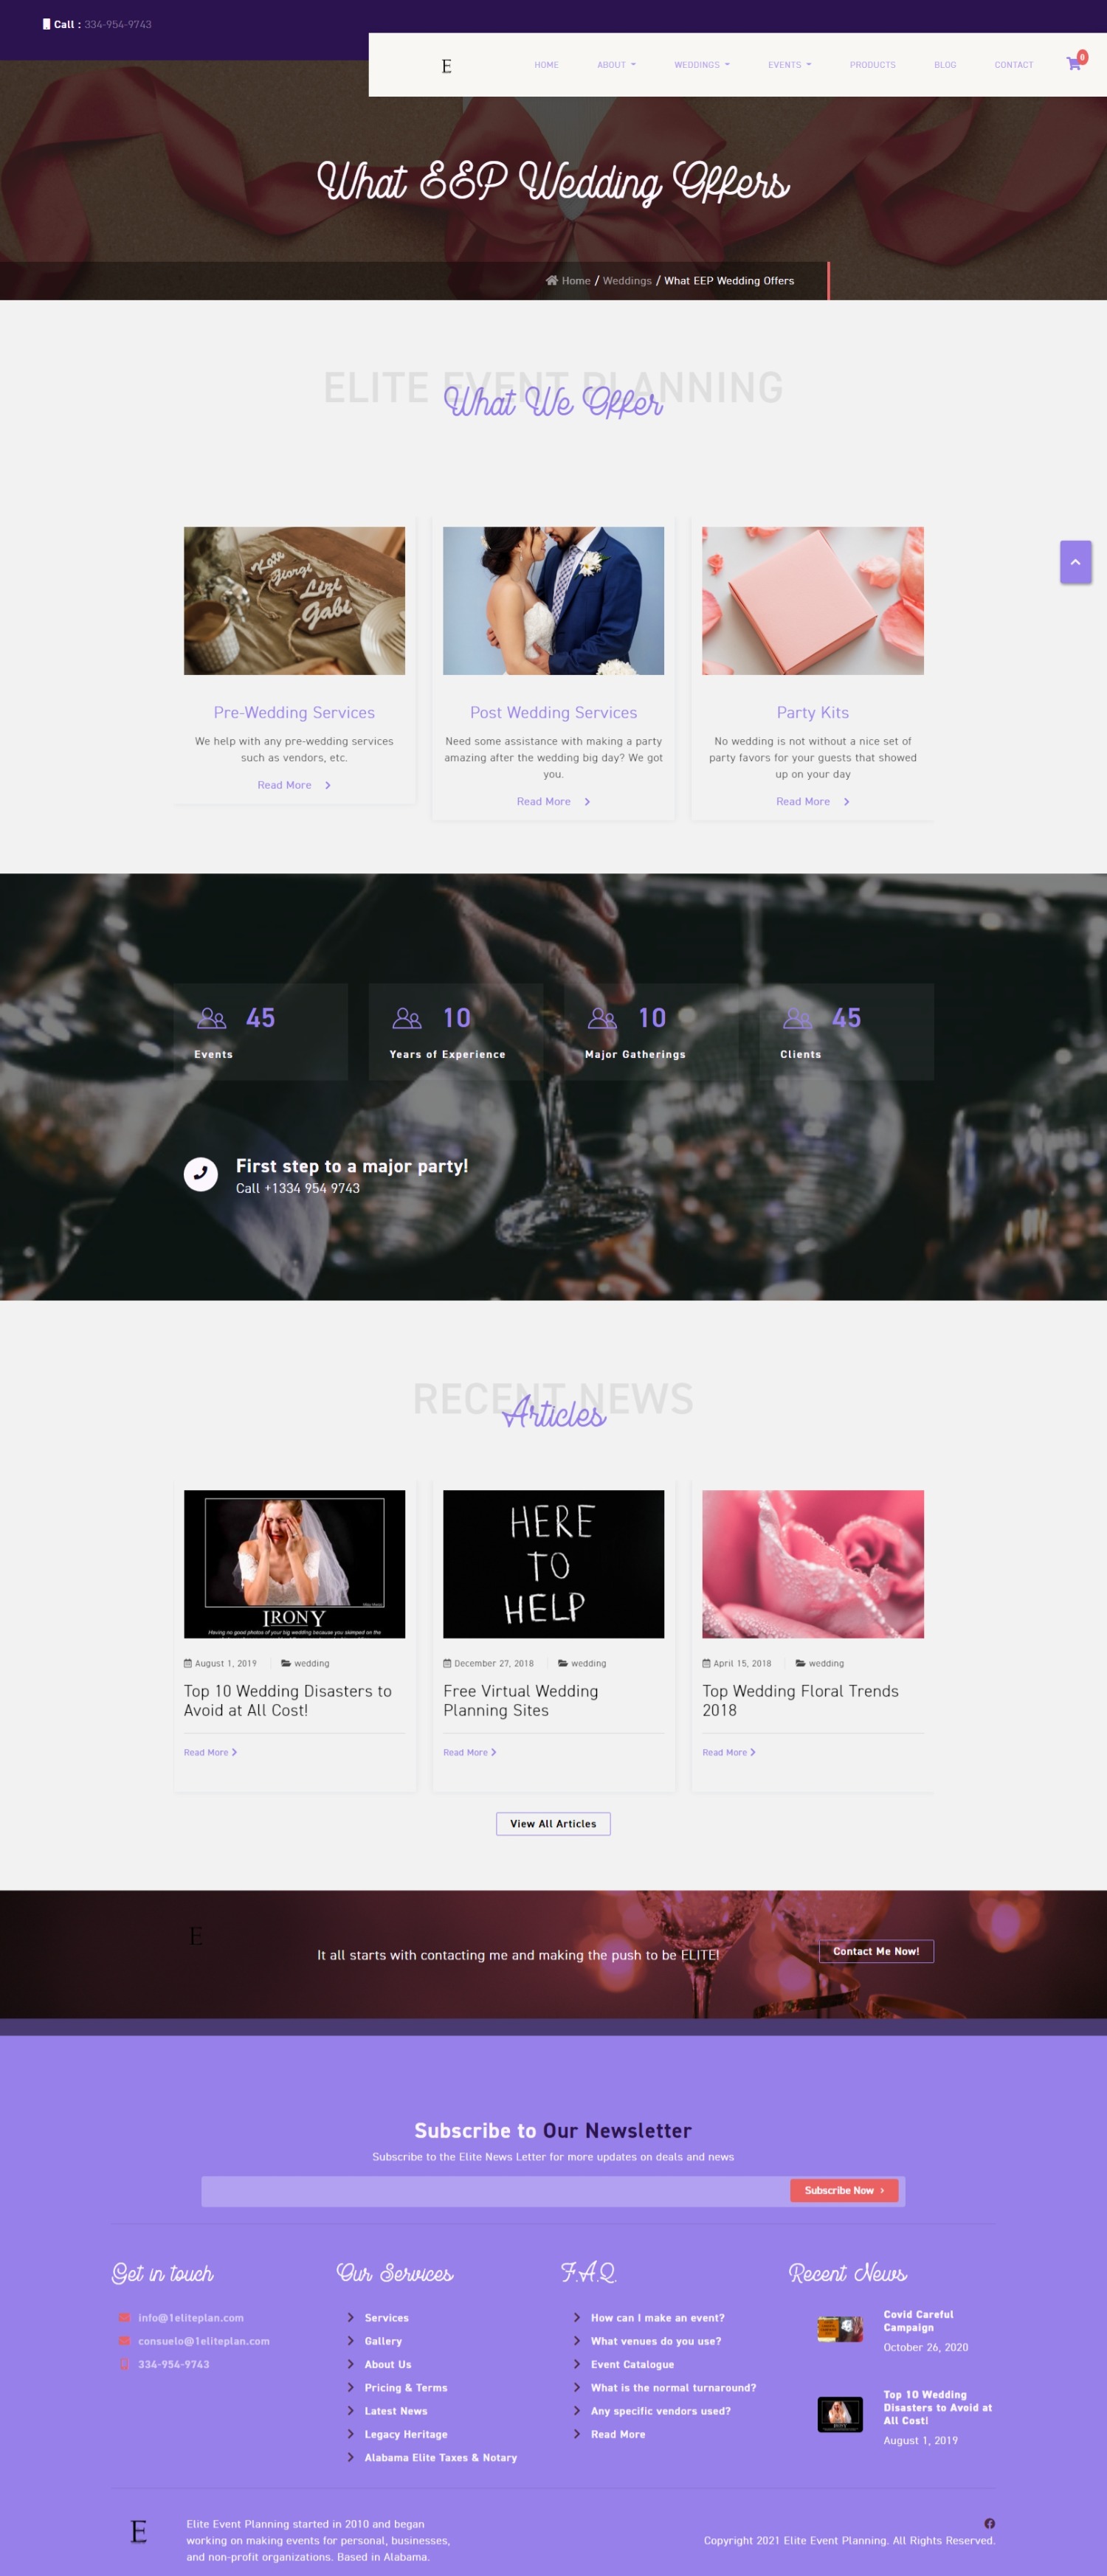 Call : 334-954-9743
E
HOME
ABOUT
WEDDINGS
EVENTS
PRODUCTS
BLOG
CONTACT
0
What EEP Wedding Offers
Home / Weddings / What EEP Wedding Offers
ELITE EVENT PLANNING
What We Offer
Kote
Giorgi
Lizi
Gabi
Pre-Wedding Services
We help with any pre-wedding services
such as vendors, etc.
Read More
Post Wedding Services
Need some assistance with making a party
amazing after the wedding big day? We got
you.
Read More
Party Kits
No wedding is not without a nice set of
party favors for your guests that showed
up on your day
Read More
45
Events
10
Years of Experience
10
Major Gatherings
45
Clients
First step to a major party!
Call +1334 954 9743
RECENT NEWS
Articles
IRONY
Having no good photos of your big wedding because you skimped on the
August 1, 2019
wedding
Top 10 Wedding Disasters to
Avoid at All Cost!
Read More
HERE
TO
HELP
December 27, 2018
wedding
Free Virtual Wedding
Planning Sites
Read More
April 15, 2018
wedding
Top Wedding Floral Trends
2018
Read More
View All Articles
E
It all starts with contacting me and making the push to be ELITE!
Contact Me Now!
Subscribe to Our Newsletter
Subscribe to the Elite News Letter for more updates on deals and news
Subscribe Now
Get in touch
info@1eliteplan.com
consuelo@1eliteplan.com
334-954-9743
Our Services
Services
Gallery
About Us
Pricing & Terms
Latest News
Legacy Heritage
Alabama Elite Taxes & Notary
F.A.Q.
How can I make an event?
What venues do you use?
Event Catalogue
What is the normal turnaround?
Any specific vendors used?
Read More
Recent News
Covid Careful
Campaign
October 26, 2020
IRONY
Top 10 Wedding
Disasters to Avoid at
All Cost!
August 1, 2019
E
Elite Event Planning started in 2010 and began
working on making events for personal, businesses,
and non-profit organizations. Based in Alabama.
Copyright 2021 Elite Event Planning. All Rights Reserved.